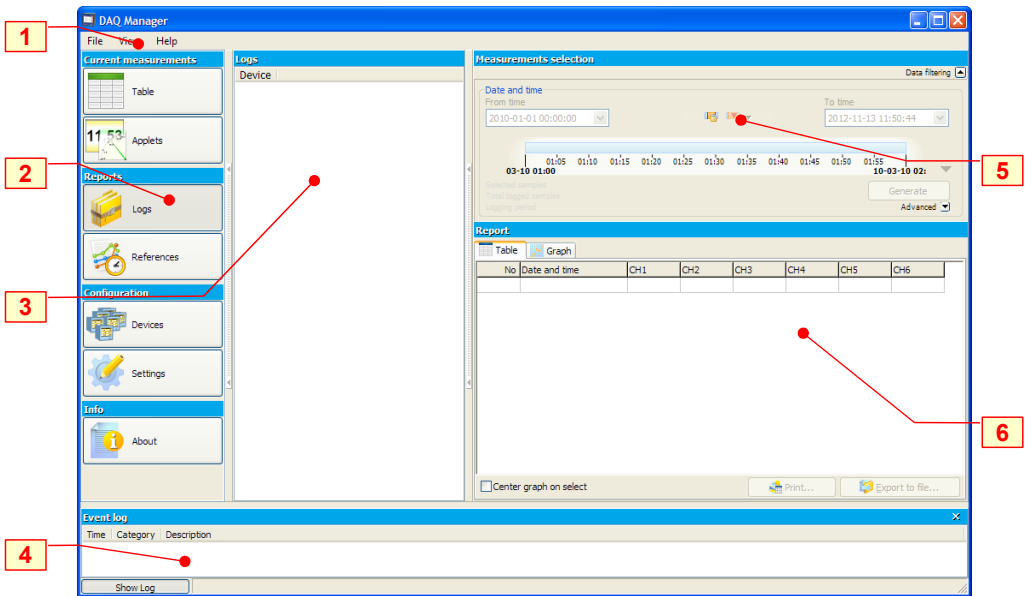 DAQ Manager
1
File View Help
Current measurements
Table
11 53
Applets
2
Reports
Logs
References
3
Configuration
Devices
Settings
Info
About
Logs
Device
Measurements selection
Data filtering
Date and time
From time
To time
2010-01-01 00:00:00
2012-11-13 11:50:44
5
01:05 01:10 01:15 01:20 01:25 01:30 01:35 01:40 01:45 01:50 01:55
03-10 01:00
10-03-10 02:
Selected samples
Total logged samples
Logging period
Generate
Advanced
Report
Table Graph
No Date and time CH1 CH2 CH3 CH4 CH5 CH6
6
Center graph on select
Print...
Export to file...
Event log
Time Category Description
4
Show Log